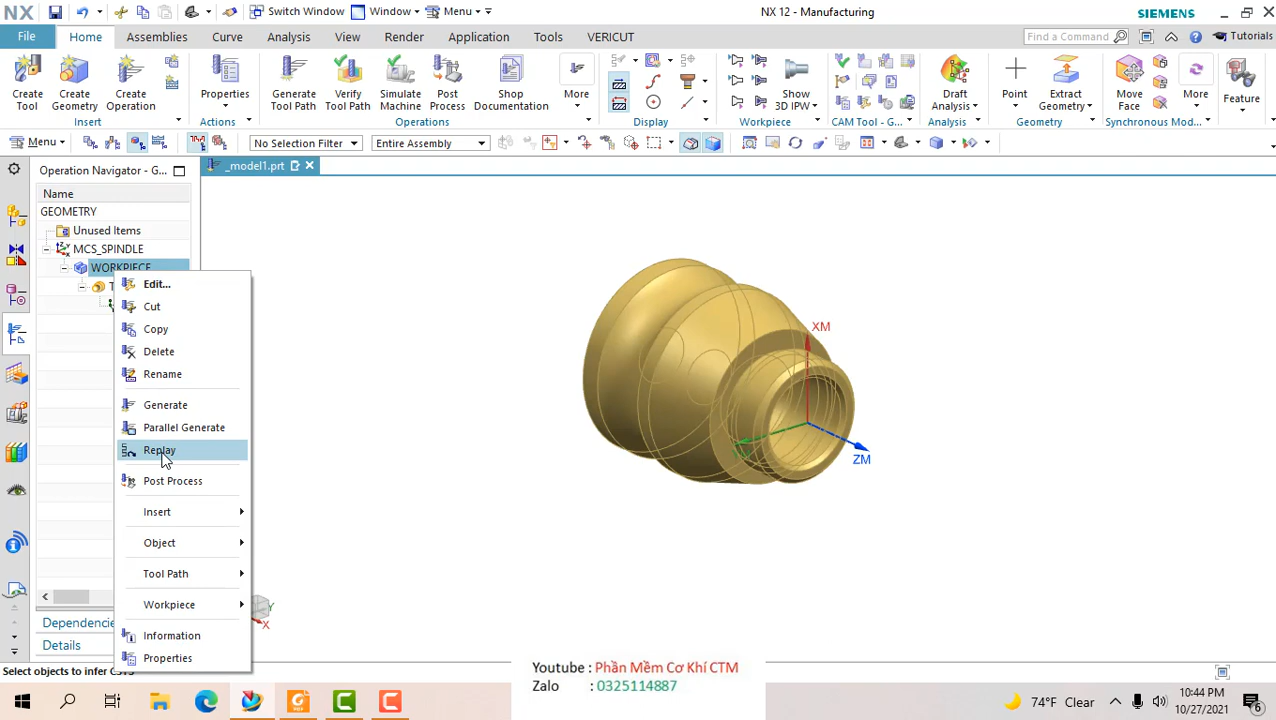 NX
Switch Window
Window
Menu
NX 12 - Manufacturing
SIEMENS
File
Home
Assemblies
Curve
Analysis
View
Render
Application
Tools
VERICUT
Find a Command
Tutorials
Create Tool
Create Geometry
Create Operation
Properties
Generate Tool Path
Verify Tool Path
Simulate Machine
Post Process
Shop Documentation
More
Show 3D IPW
Draft Analysis
Point
Extract Geometry
Move Face
More
Feature
Insert
Actions
Operations
Display
Workpiece
CAM Tool - G...
Analysis
Geometry
Synchronous Mod...
Menu
No Selection Filter
Entire Assembly
Operation Navigator - G...
_model1.prt
Name
GEOMETRY
Unused Items
MCS_SPINDLE
WORKPIECE
T
Edit...
Cut
Copy
Delete
Rename
Generate
Parallel Generate
Replay
Post Process
Insert
Object
Tool Path
Workpiece
Information
Properties
XM
YM
ZM
Y
X
Dependencie
Details
Select objects to infer C
Youtube : Phần Mềm Cơ Khí CTM
Zalo : 0325114887
74°F Clear
10:44 PM
10/27/2021
6